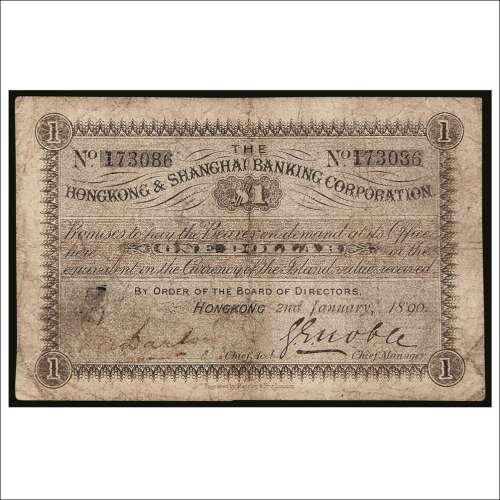 1 1
THE
No 173086 No 173036
HONGKONG & SHANGHAI BANKING CORPORATION
$1
Promises to pay the Bearer on demand at its Office
here ONE DOLLAR or the
equivalent in the Currency of the Island value received
BY ORDER OF THE BOARD OF DIRECTORS.
HONGKONG 2nd January, 1890.
Chief Acct. Chief Manager
1 1